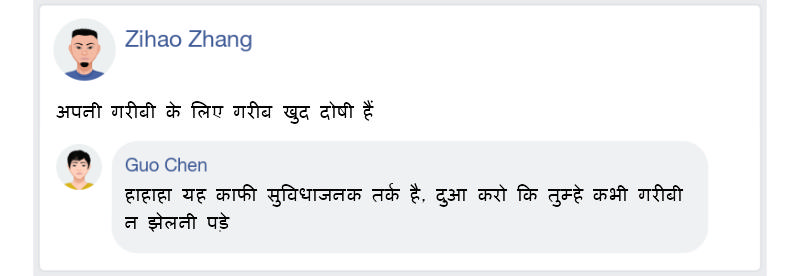 Zihao Zhang
अपनी गरीबी के लिए गरीब खुद दोषी हैं
Guo Chen
हाहाहा यह काफी सुविधाजनक तर्क है, दुआ करो कि तुम्हे कभी गरीबी
न झेलनी पड़े